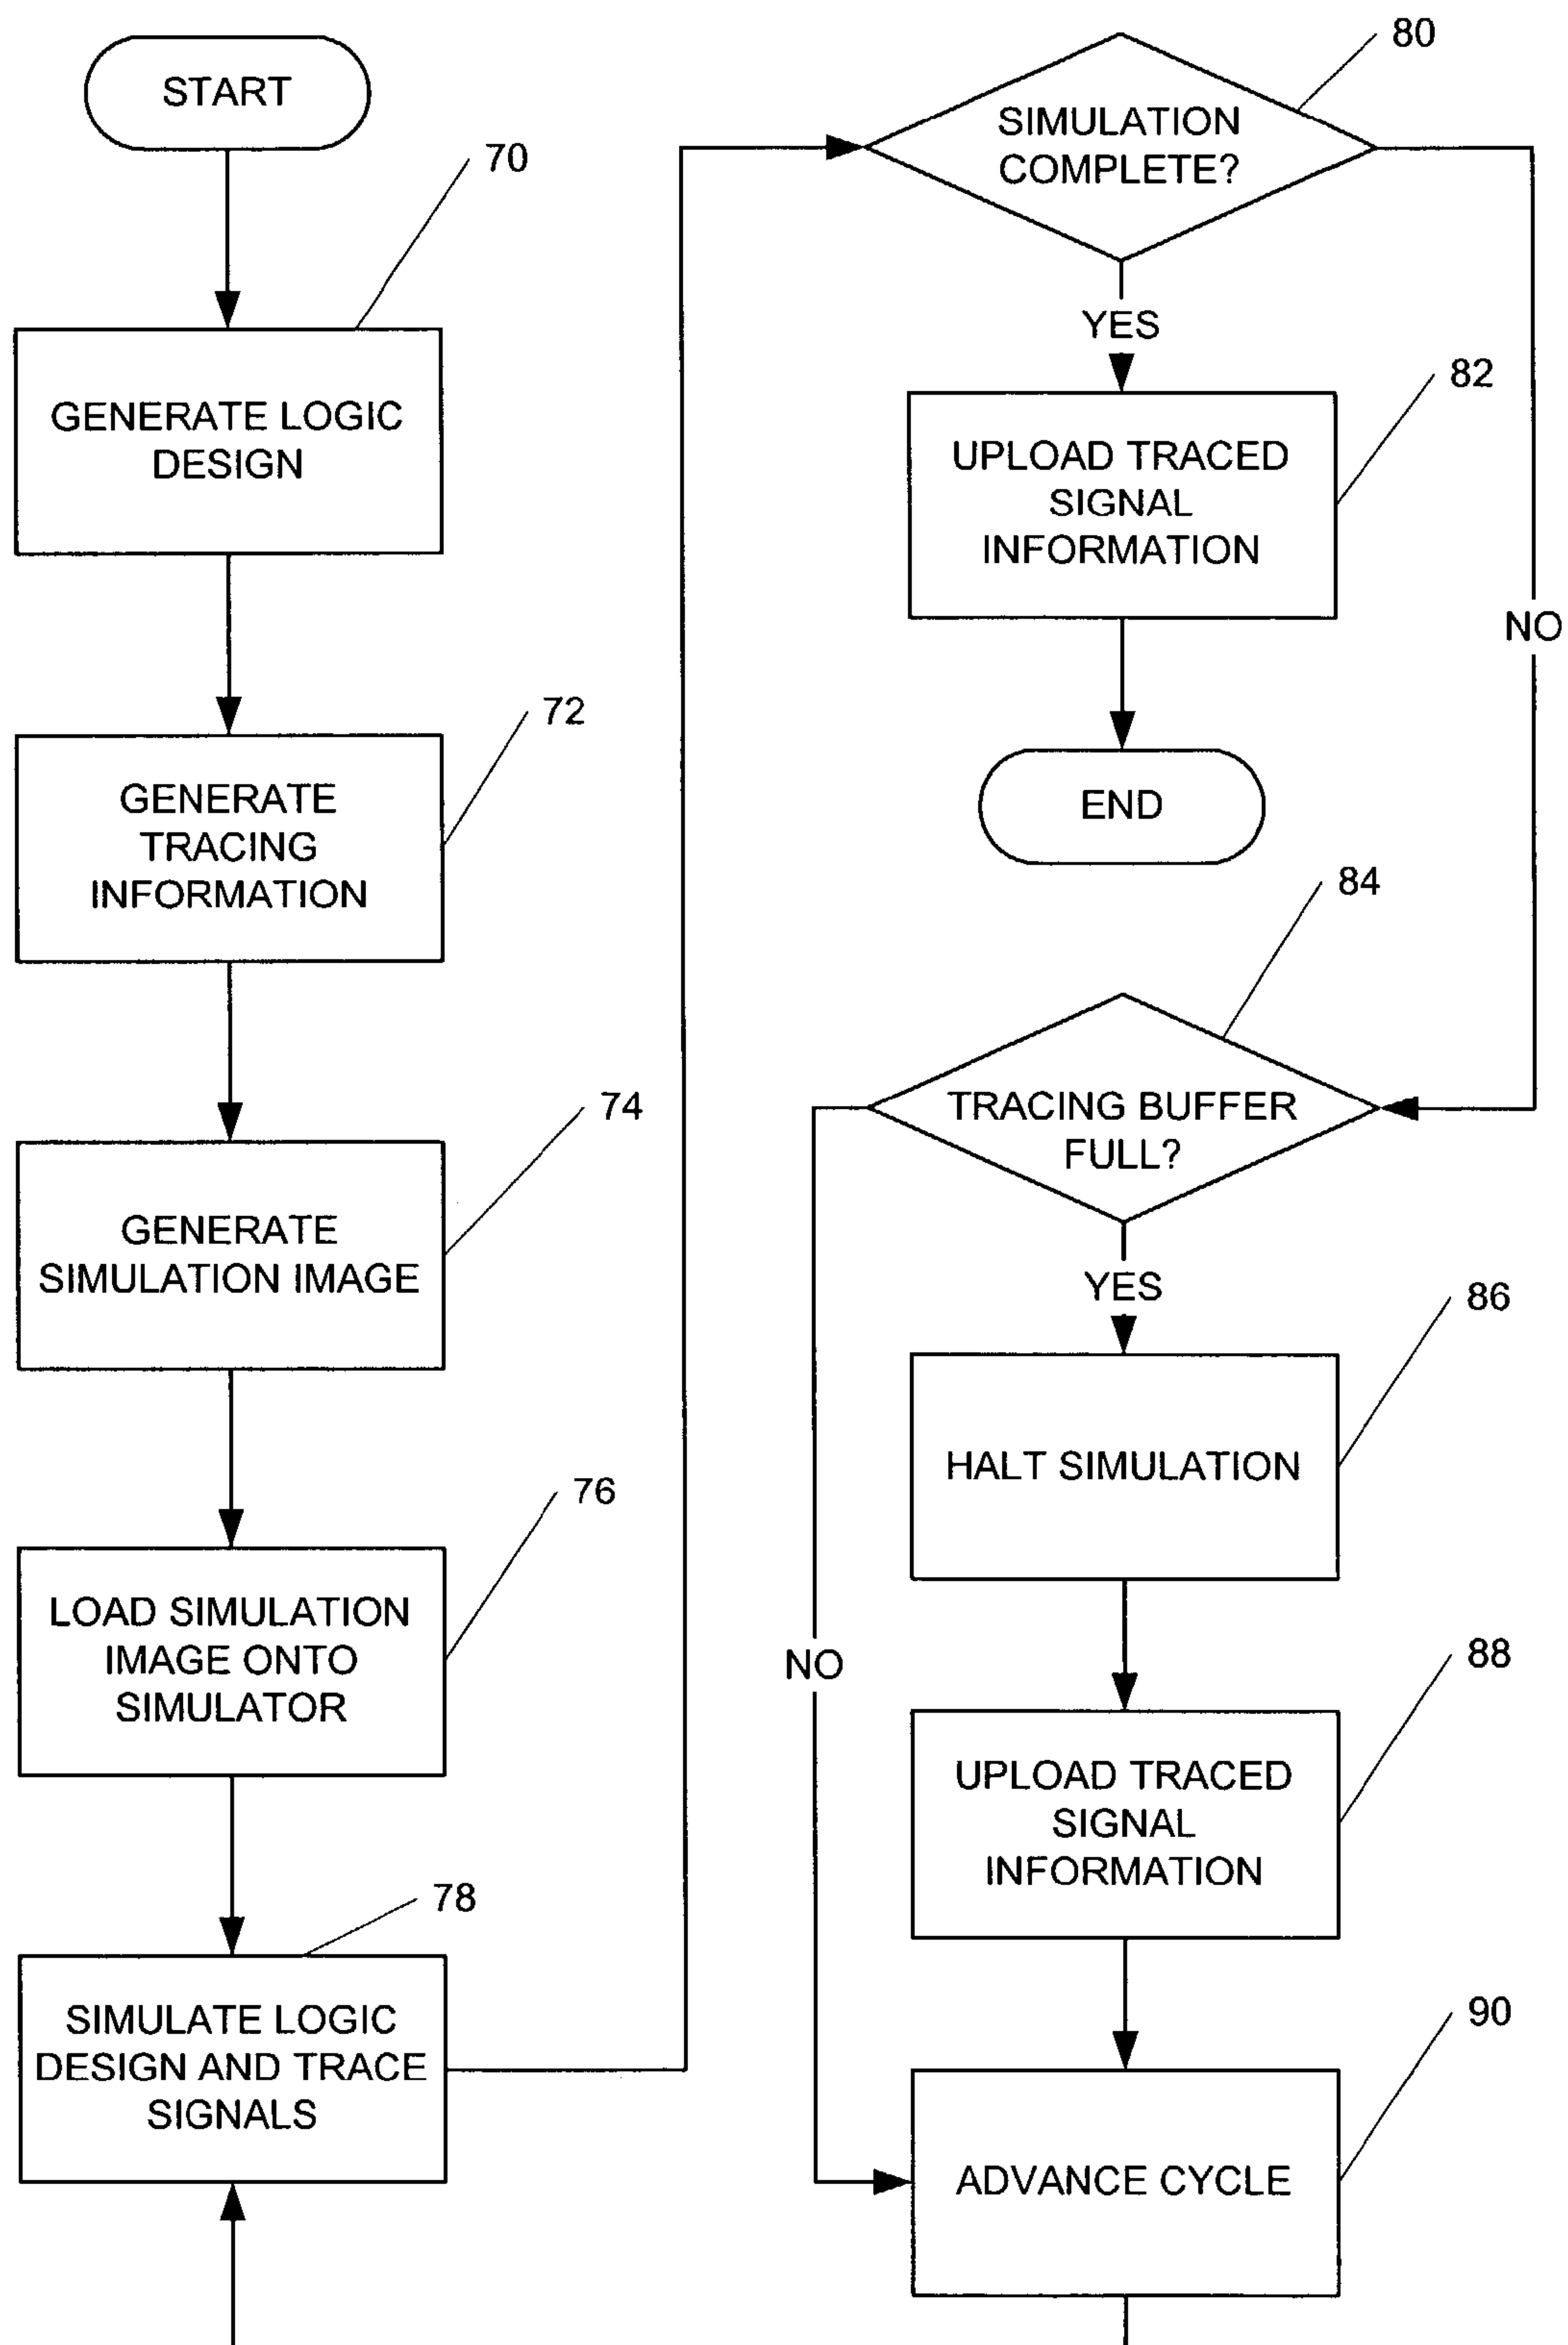 START
70
GENERATE LOGIC
DESIGN
72
GENERATE
TRACING
INFORMATION
74
GENERATE
SIMULATION IMAGE
76
LOAD SIMULATION
IMAGE ONTO
SIMULATOR
78
SIMULATE LOGIC
DESIGN AND TRACE
SIGNALS
80
SIMULATION
COMPLETE?
YES
NO
82
UPLOAD TRACED
SIGNAL
INFORMATION
END
84
TRACING BUFFER
FULL?
YES
NO
86
HALT SIMULATION
88
UPLOAD TRACED
SIGNAL
INFORMATION
90
ADVANCE CYCLE